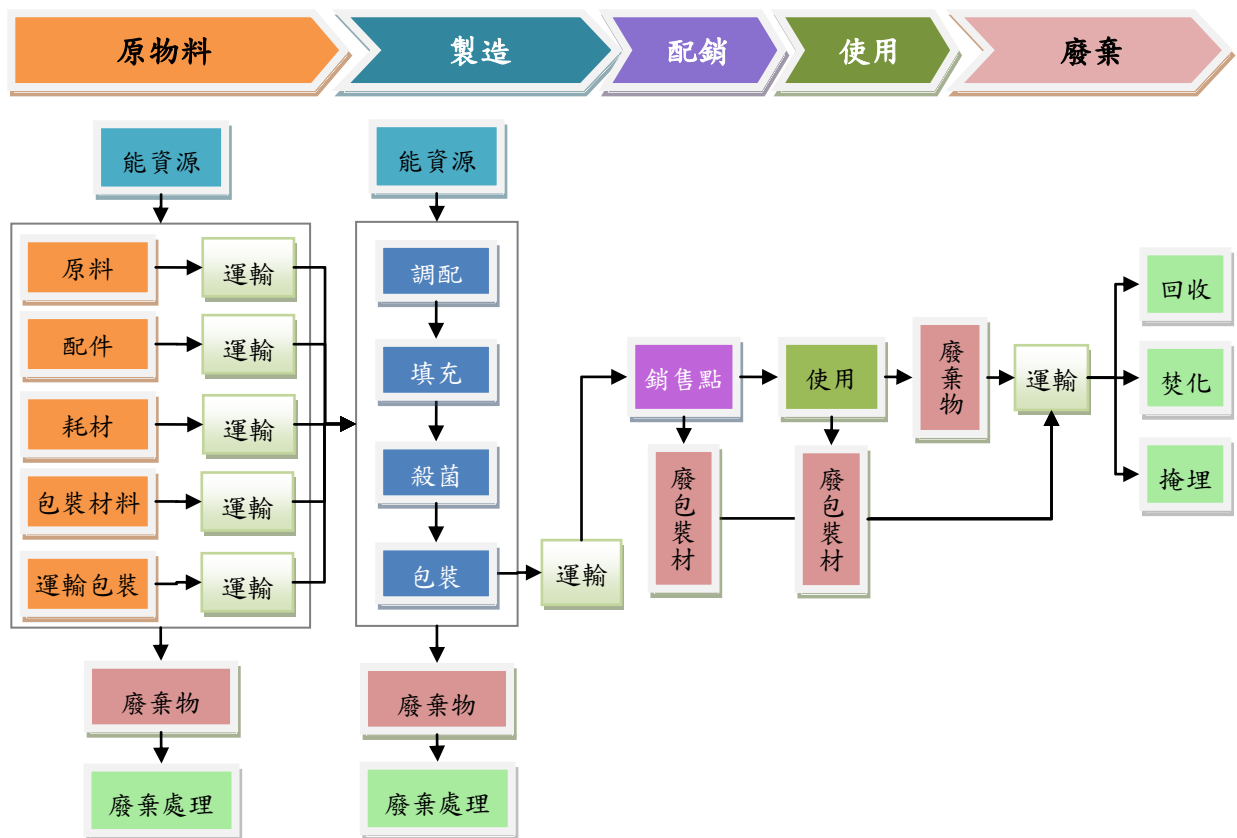 原物料
製造
配銷
使用
廢棄
能資源
原料
運輸
配件
運輸
耗材
運輸
包裝材料
運輸
運輸包裝
運輸
廢棄物
廢棄處理
能資源
調配
填充
殺菌
包裝
廢棄物
廢棄處理
運輸
銷售點
廢包裝材
使用
廢包裝材
廢棄物
運輸
回收
焚化
掩埋